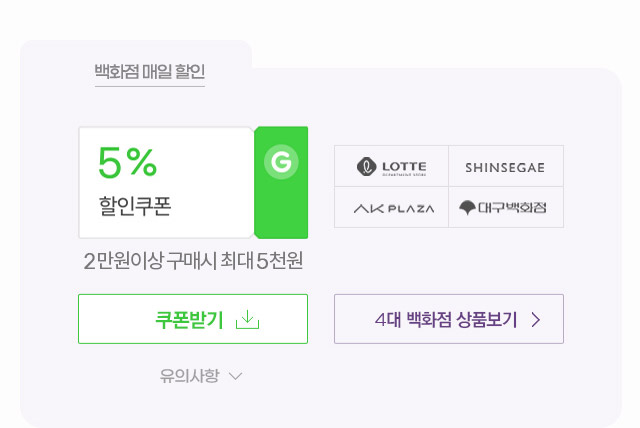 백화점 매일 할인
5%
G
할인쿠폰
2만원이상 구매시 최대 5천원
LOTTE
SHINSEGAE
AK PLAZA
대구백화점
쿠폰받기
4대 백화점 상품보기
유의사항